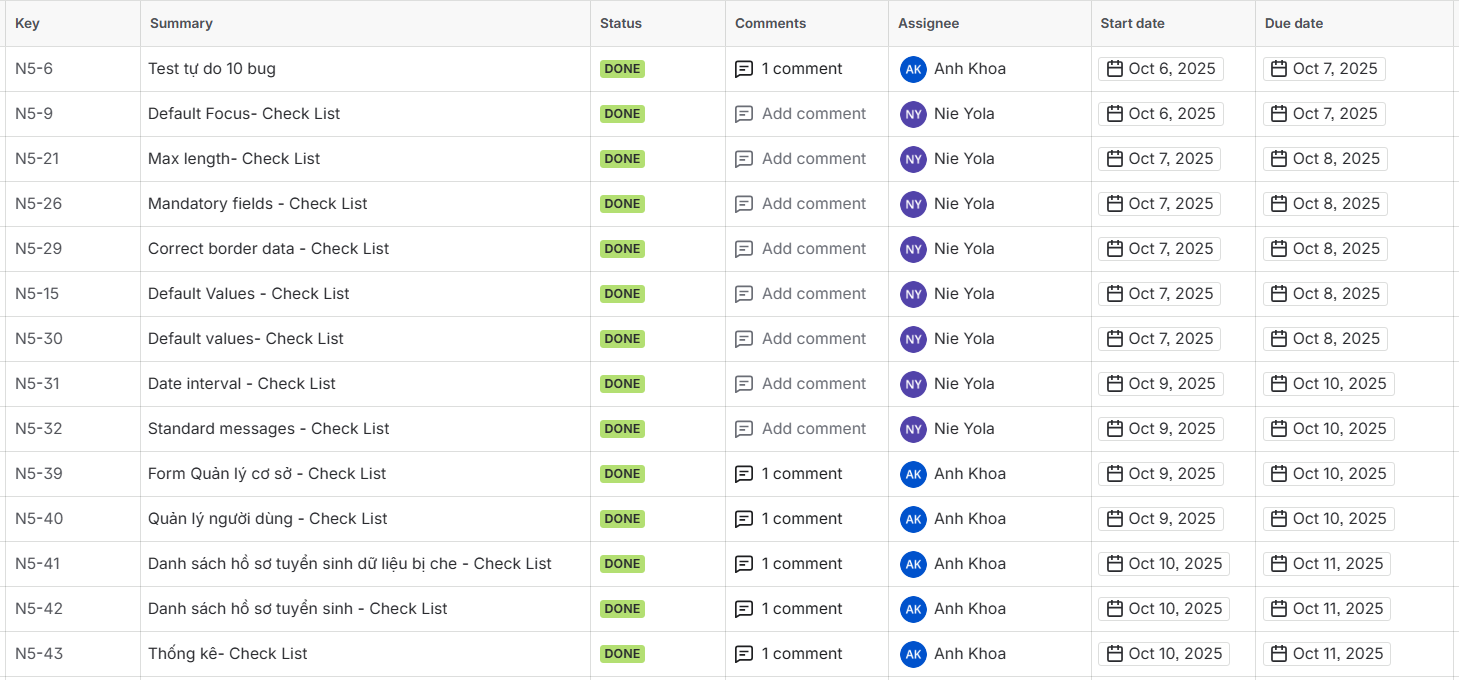 Key Summary Status Comments Assignee Start date Due date
N5-6 Test tự do 10 bug DONE 1 comment AK Anh Khoa Oct 6, 2025 Oct 7, 2025
N5-9 Default Focus- Check List DONE Add comment NY Nie Yola Oct 6, 2025 Oct 7, 2025
N5-21 Max length- Check List DONE Add comment NY Nie Yola Oct 7, 2025 Oct 8, 2025
N5-26 Mandatory fields - Check List DONE Add comment NY Nie Yola Oct 7, 2025 Oct 8, 2025
N5-29 Correct border data - Check List DONE Add comment NY Nie Yola Oct 7, 2025 Oct 8, 2025
N5-15 Default Values - Check List DONE Add comment NY Nie Yola Oct 7, 2025 Oct 8, 2025
N5-30 Default values- Check List DONE Add comment NY Nie Yola Oct 7, 2025 Oct 8, 2025
N5-31 Date interval - Check List DONE Add comment NY Nie Yola Oct 9, 2025 Oct 10, 2025
N5-32 Standard messages - Check List DONE Add comment NY Nie Yola Oct 9, 2025 Oct 10, 2025
N5-39 Form Quản lý cơ sở - Check List DONE 1 comment AK Anh Khoa Oct 9, 2025 Oct 10, 2025
N5-40 Quản lý người dùng - Check List DONE 1 comment AK Anh Khoa Oct 9, 2025 Oct 10, 2025
N5-41 Danh sách hồ sơ tuyển sinh dữ liệu bị che - Check List DONE 1 comment AK Anh Khoa Oct 10, 2025 Oct 11, 2025
N5-42 Danh sách hồ sơ tuyển sinh - Check List DONE 1 comment AK Anh Khoa Oct 10, 2025 Oct 11, 2025
N5-43 Thống kê- Check List DONE 1 comment AK Anh Khoa Oct 10, 2025 Oct 11, 2025